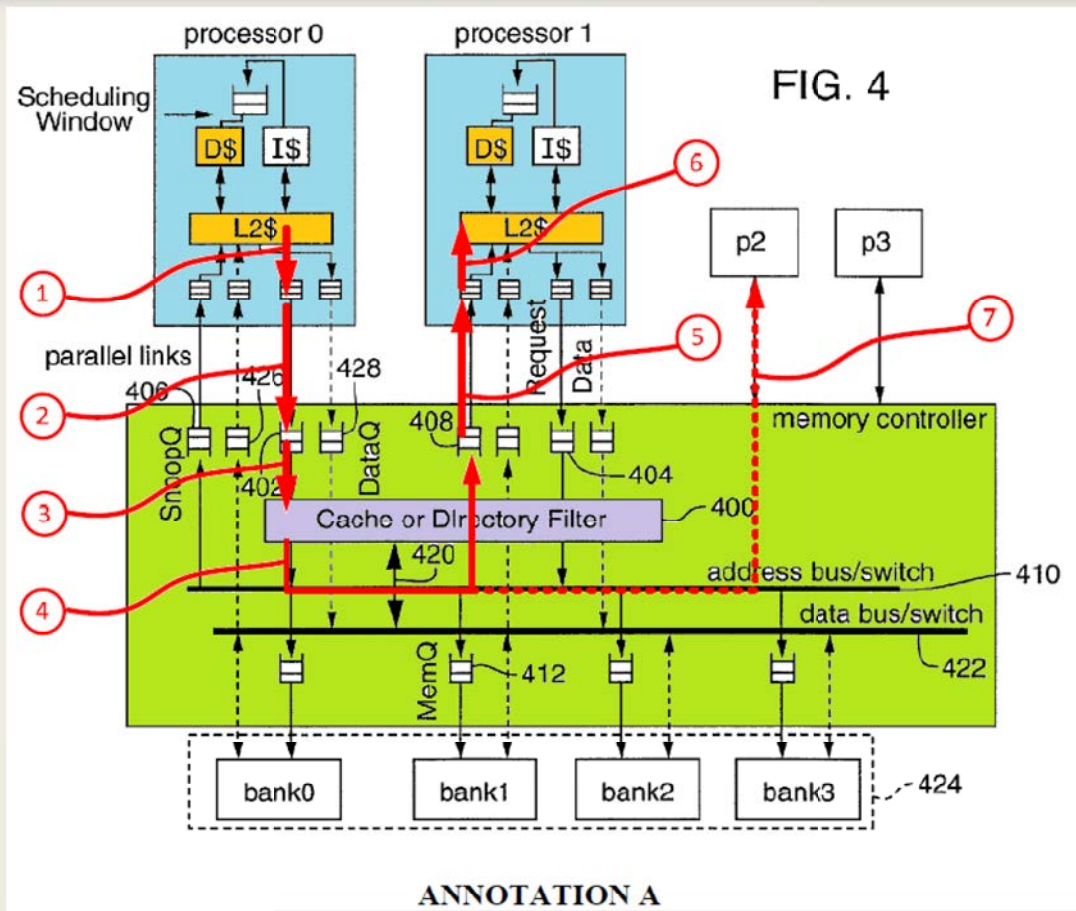 processor 0
processor 1
FIG. 4
Scheduling
Window
D$
I$
D$
I$
6
L2$
L2$
p2
p3
1
5
7
parallel links
Request
Data
2
406
426
428
408
memory controller
SnoopQ
402
DataQ
404
3
Cache or DIrectory Filter
400
420
4
address bus/switch
410
data bus/switch
422
MemQ
412
bank0
bank1
bank2
bank3
424
ANNOTATION A